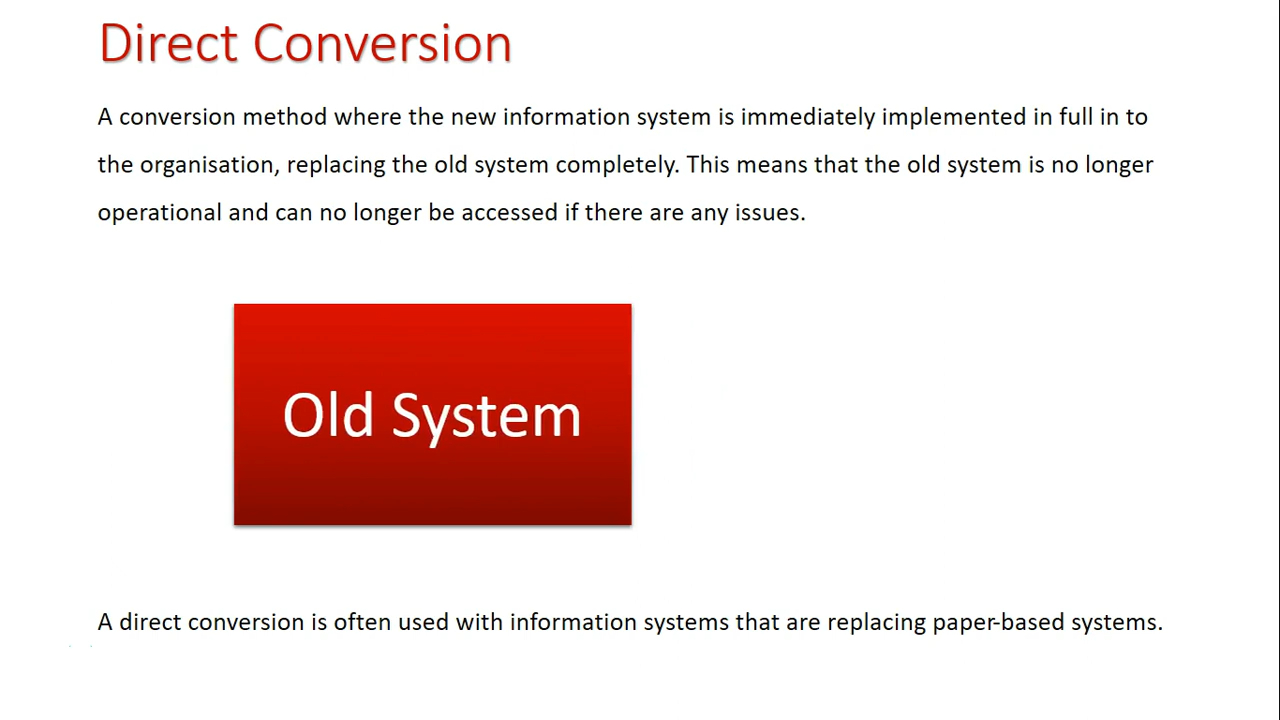 Direct Conversion
A conversion method where the new information system is immediately implemented in full in to
the organisation, replacing the old system completely. This means that the old system is no longer
operational and can no longer be accessed if there are any issues.
Old System
A direct conversion is often used with information systems that are replacing paper-based systems.